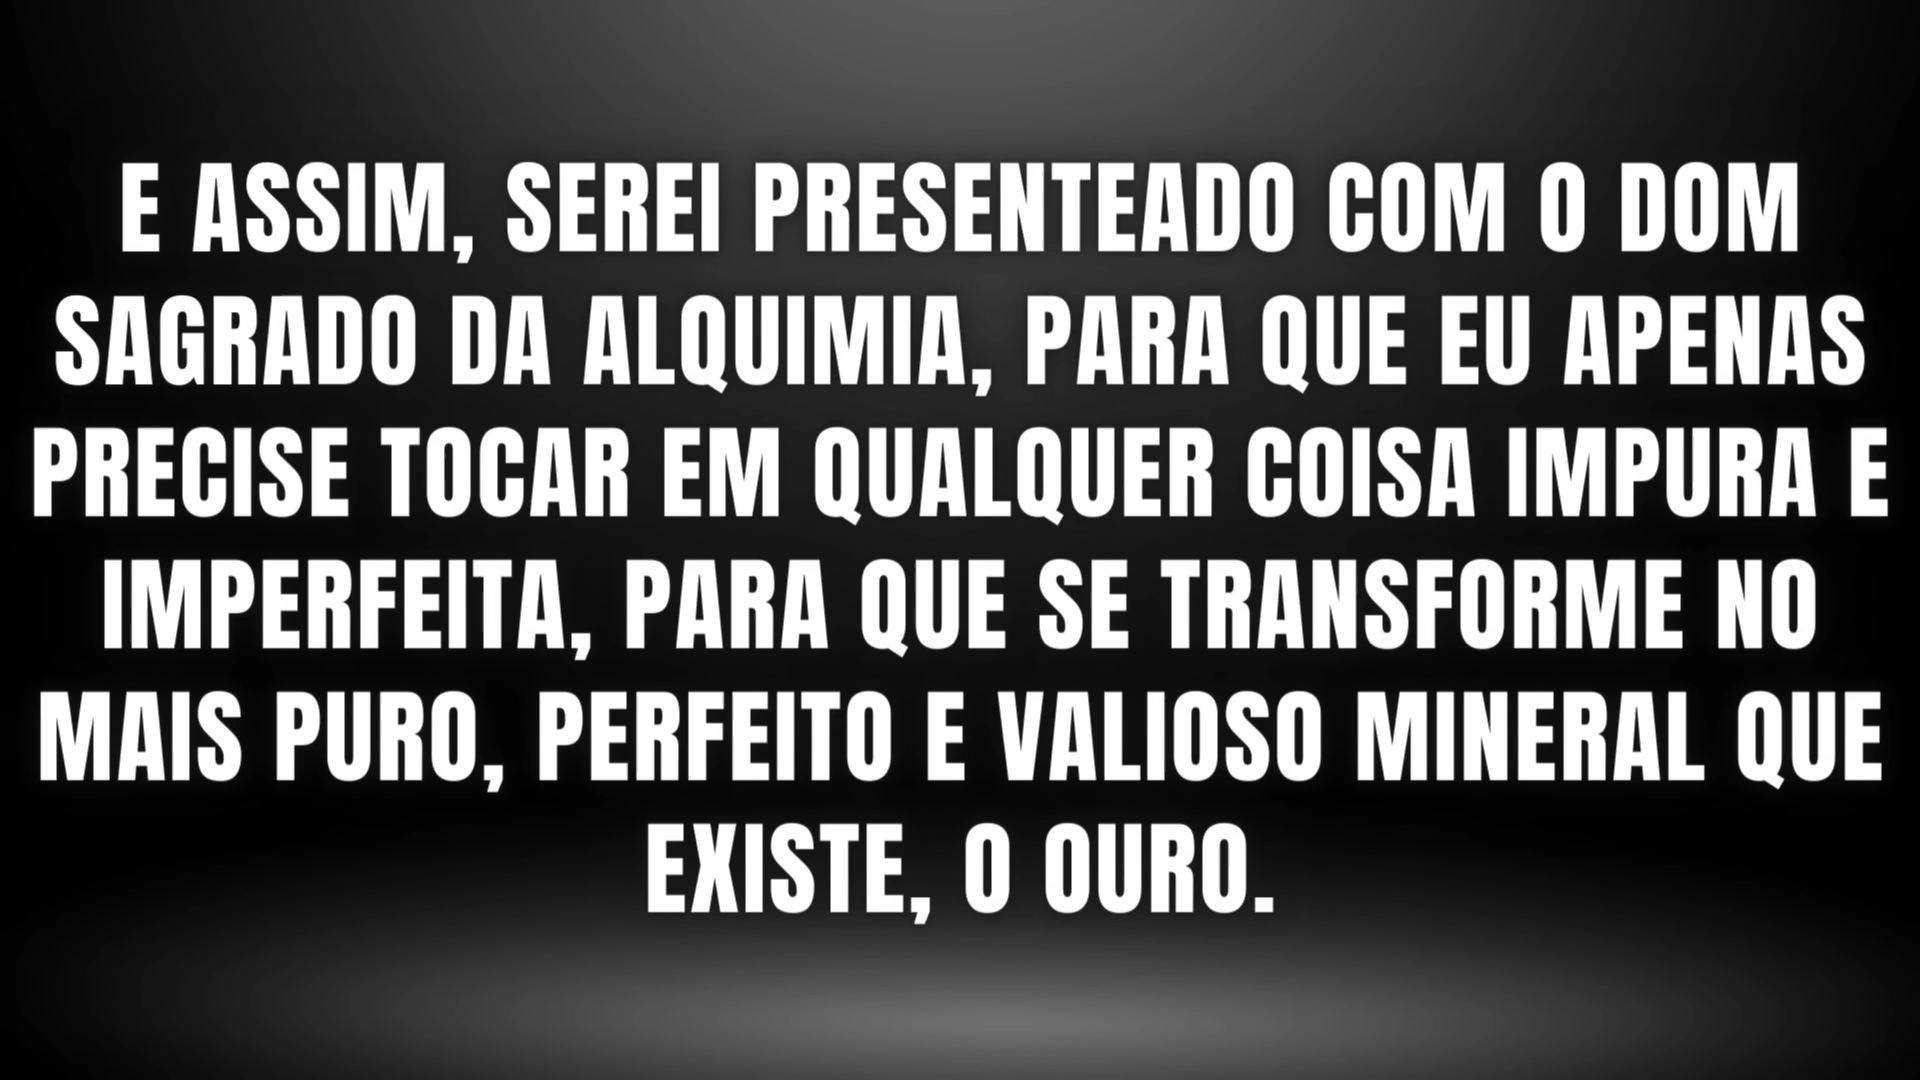 E ASSIM, SEREI PRESENTEADO COM O DOM
SAGRADO DA ALQUIMIA, PARA QUE EU APENAS
PRECISE TOCAR EM QUALQUER COISA IMPURA E
IMPERFEITA, PARA QUE SE TRANSFORME NO
MAIS PURO, PERFEITO E VALIOSO MINERAL QUE
EXISTE, O OURO.